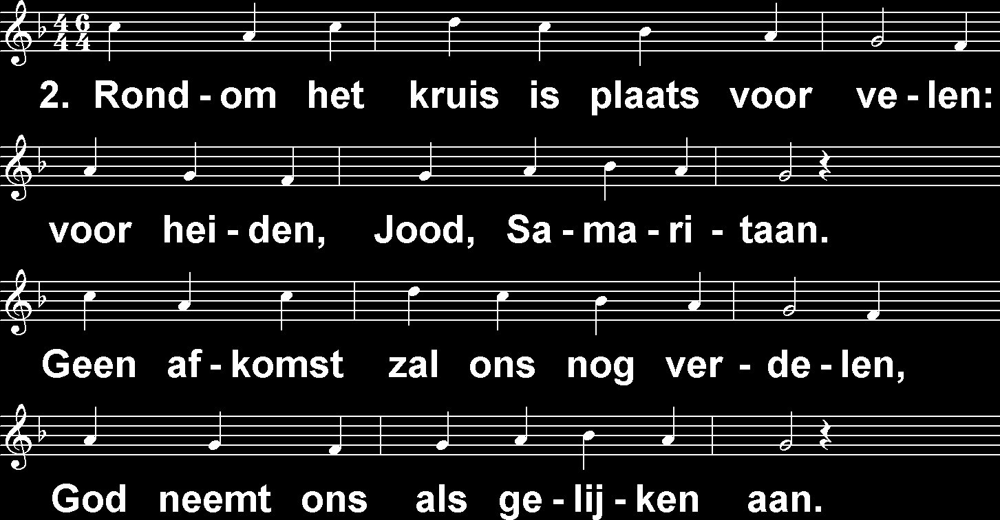 4 6
4 4
2. Rond - om het kruis is plaats voor ve - len:
voor hei - den, Jood, Sa - ma - ri - taan.
Geen af - komst zal ons nog ver - de - len,
God neemt ons als ge - lij - ken aan.